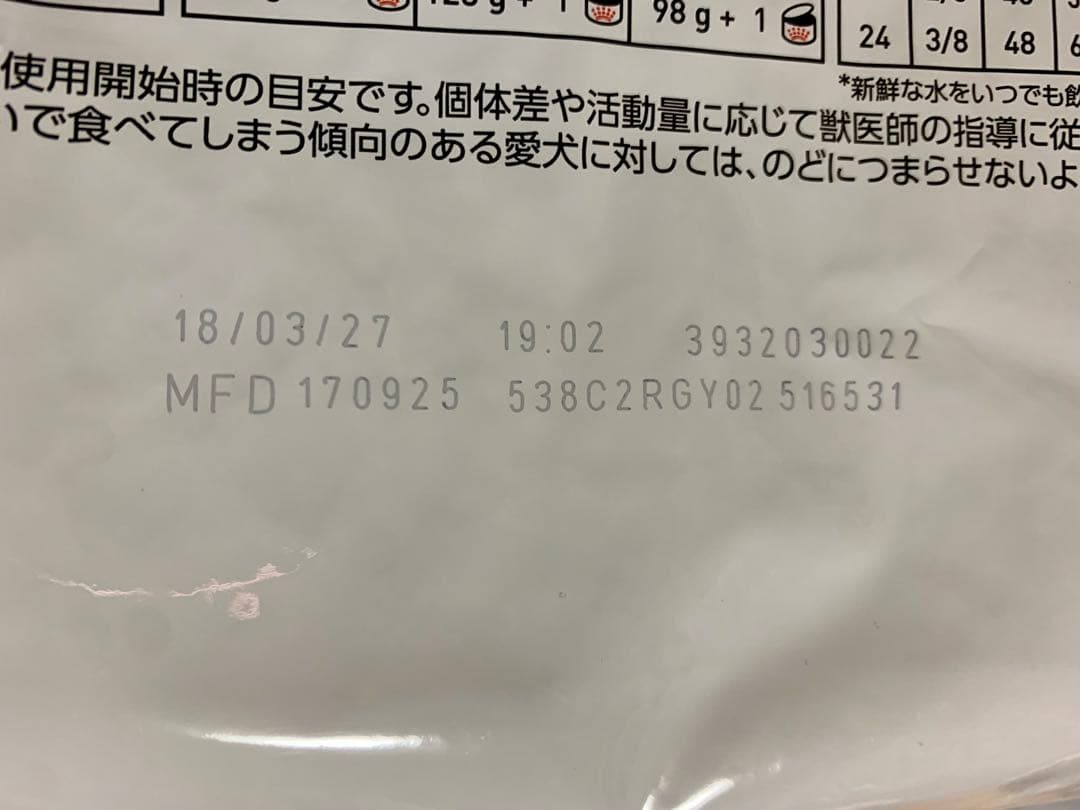 98 g + 1
24 3/8 48
*新鮮な水をいつでも飲
使用開始時の目安です。個体差や活動量に応じて獣医師の指導に従
いで食べてしまう傾向のある愛犬に対しては、のどにつまらせないよ
18/03/27 19:02 3932030022
MFD 170925 538C2RGY02 516531